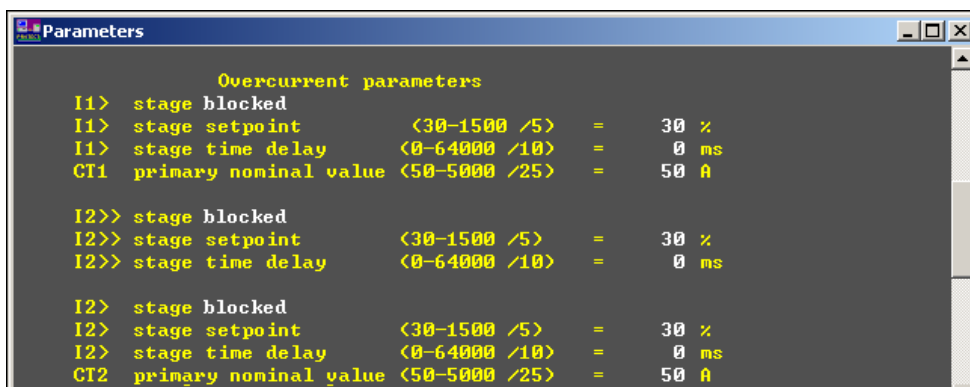 Parameters
Overcurrent parameters
I1> stage blocked
I1> stage setpoint (30-1500 /5) = 30 %
I1> stage time delay (0-64000 /10) = 0 ms
CT1 primary nominal value (50-5000 /25) = 50 A
I2>> stage blocked
I2>> stage setpoint (30-1500 /5) = 30 %
I2>> stage time delay (0-64000 /10) = 0 ms
I2> stage blocked
I2> stage setpoint (30-1500 /5) = 30 %
I2> stage time delay (0-64000 /10) = 0 ms
CT2 primary nominal value (50-5000 /25) = 50 A